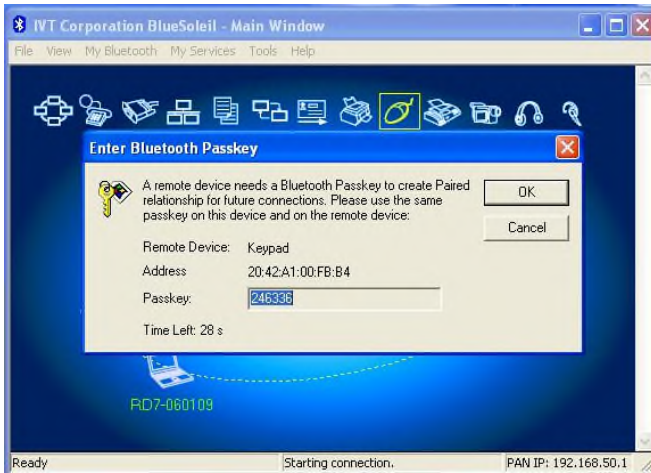 IVT Corporation BlueSoleil - Main Window
File View My Bluetooth My Services Tools Help
Enter Bluetooth Passkey
A remote device needs a Bluetooth Passkey to create Paired
relationship for future connections. Please use the same
passkey on this device and on the remote device:
OK
Cancel
Remote Device: Keypad
Address 20:42:A1:00:FB:B4
Passkey: 246336
Time Left: 28 s
RD7-060109
Ready Starting connection. PAN IP: 192.168.50.1